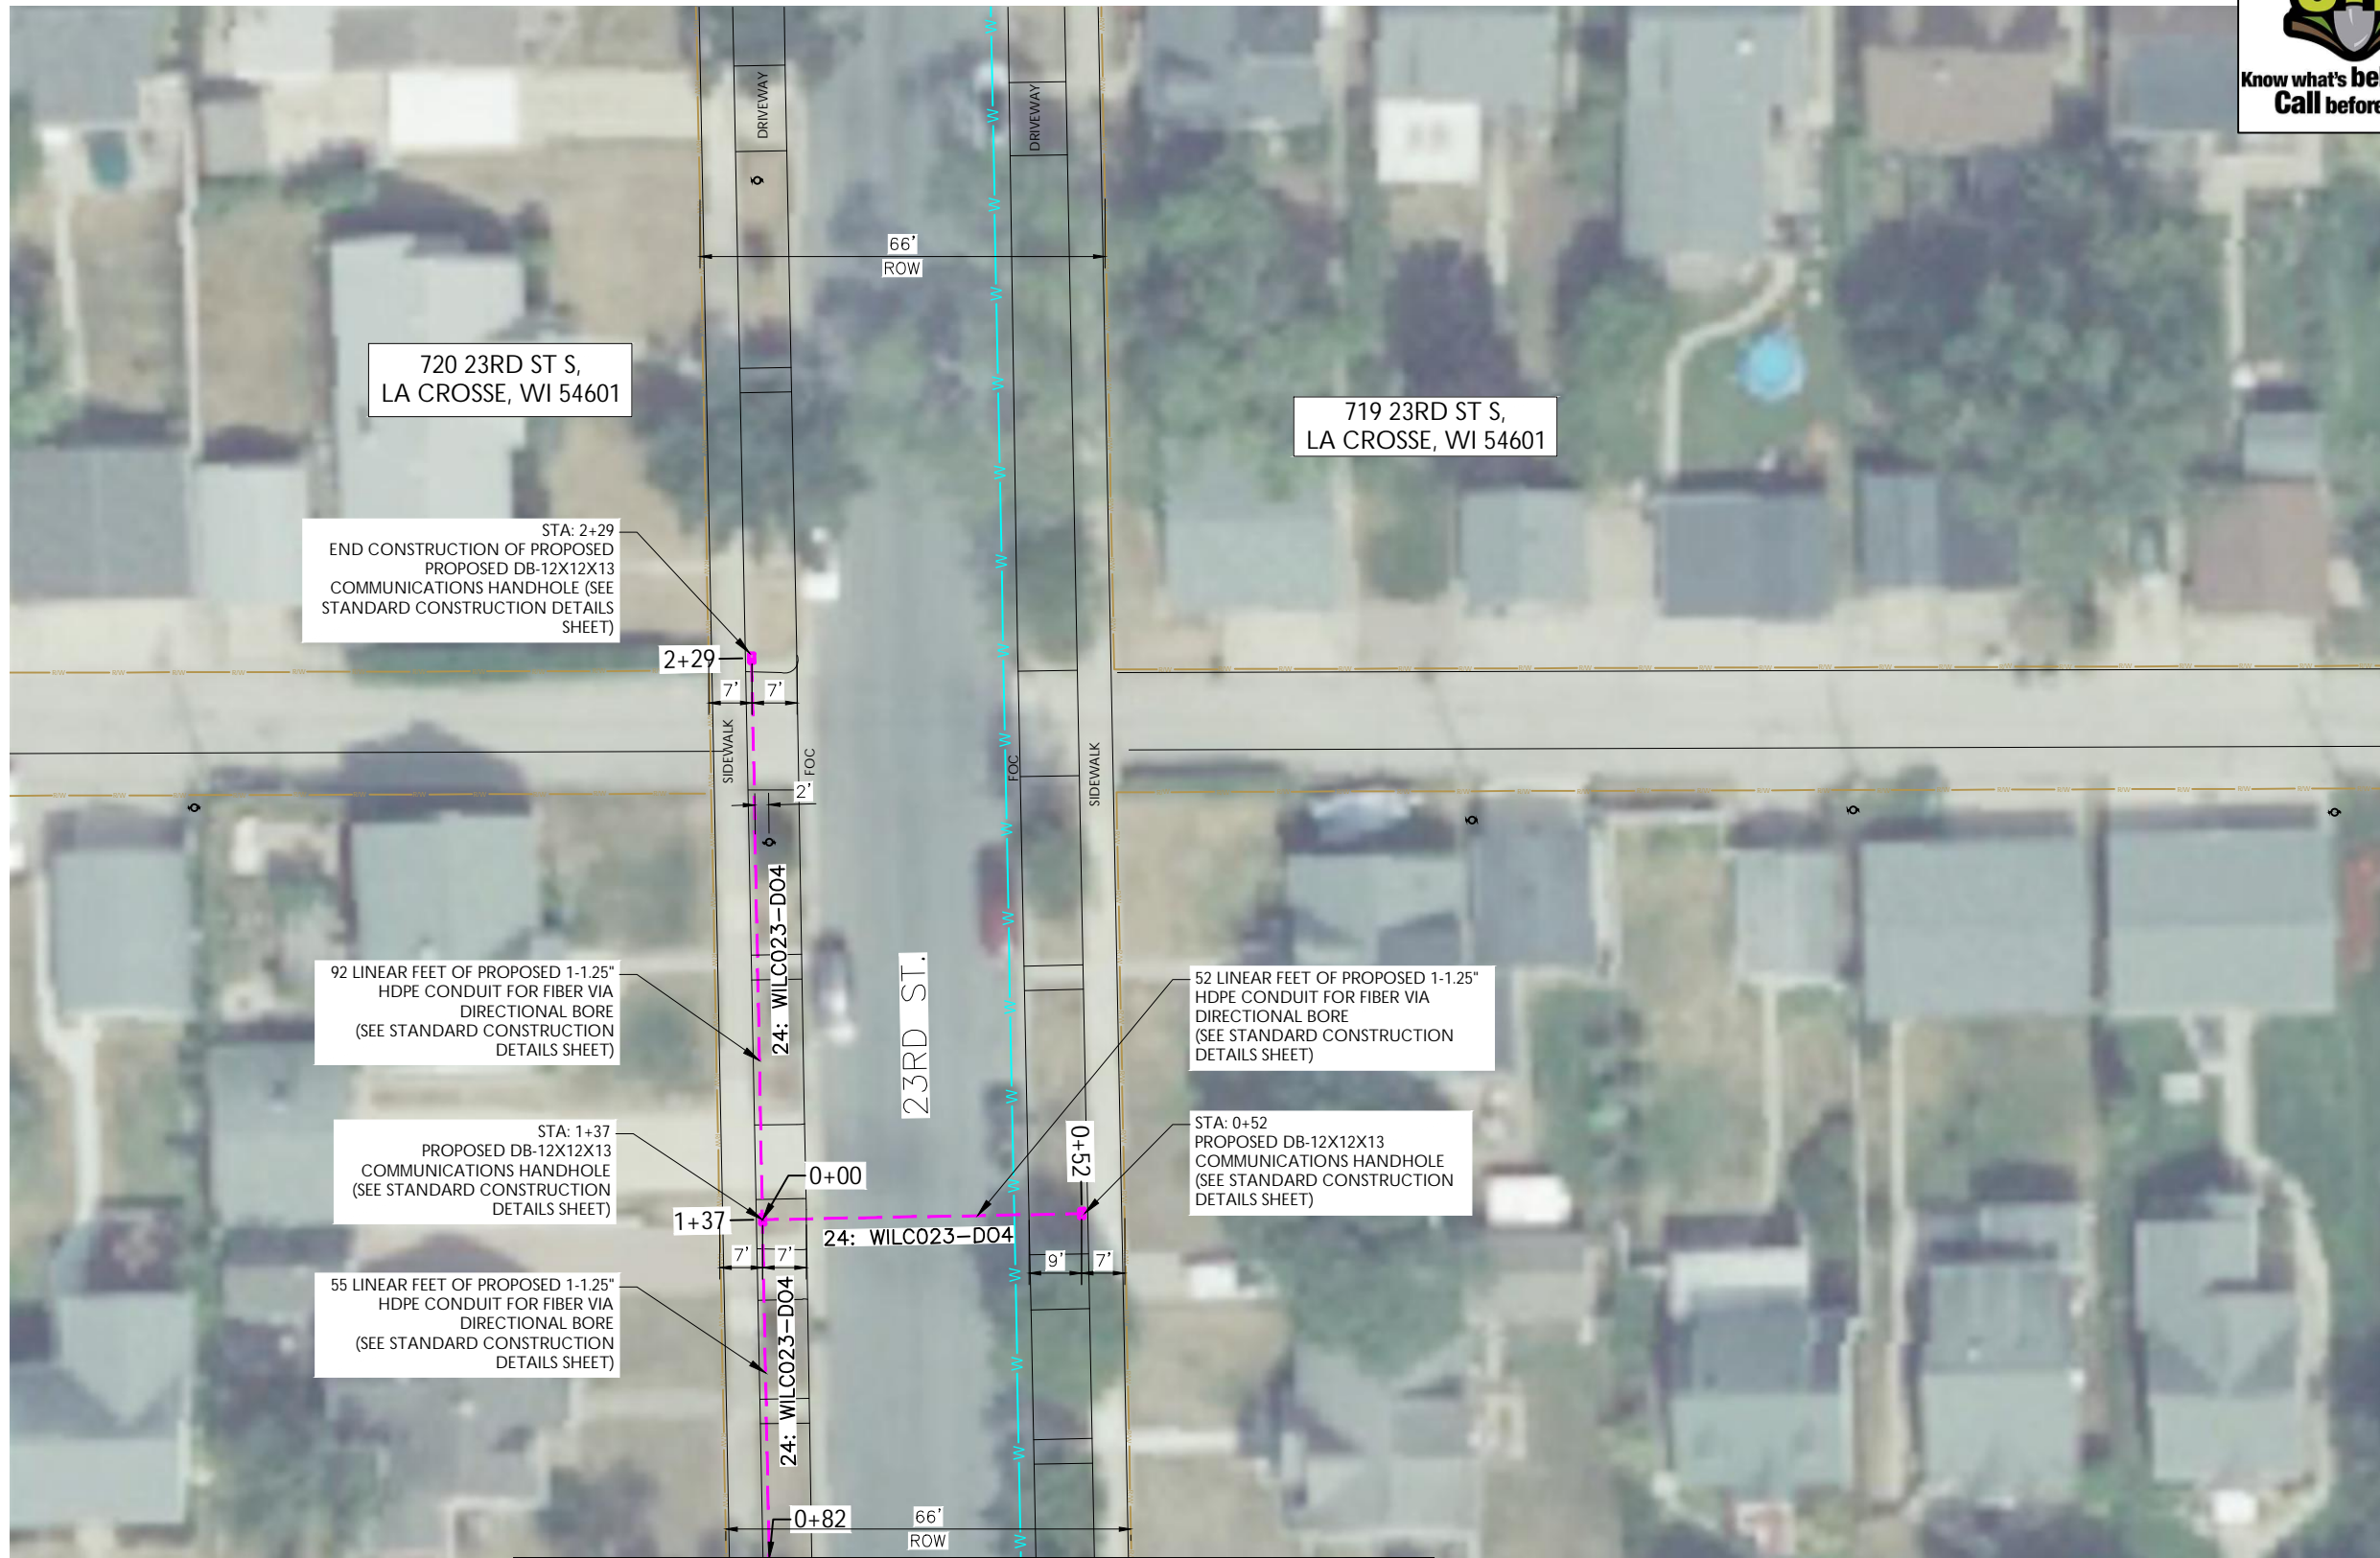 Know what's
Call before
DRIVEWAY
DRIVEWAY
66'
ROW
720 23RD ST S,
LA CROSSE, WI 54601
719 23RD ST S,
LA CROSSE, WI 54601
STA: 2+29
END CONSTRUCTION OF PROPOSED
PROPOSED DB-12X12X13
COMMUNICATIONS HANDHOLE (SEE
STANDARD CONSTRUCTION DETAILS
SHEET)
2+29
7'
7'
SIDEWALK
FOC
FOC
SIDEWALK
2'
24: WILC023-DO4
23RD ST.
92 LINEAR FEET OF PROPOSED 1-1.25"
HDPE CONDUIT FOR FIBER VIA
DIRECTIONAL BORE
(SEE STANDARD CONSTRUCTION
DETAILS SHEET)
52 LINEAR FEET OF PROPOSED 1-1.25"
HDPE CONDUIT FOR FIBER VIA
DIRECTIONAL BORE
(SEE STANDARD CONSTRUCTION
DETAILS SHEET)
STA: 1+37
PROPOSED DB-12X12X13
COMMUNICATIONS HANDHOLE
(SEE STANDARD CONSTRUCTION
DETAILS SHEET)
0+00
1+37
0+52
STA: 0+52
PROPOSED DB-12X12X13
COMMUNICATIONS HANDHOLE
(SEE STANDARD CONSTRUCTION
DETAILS SHEET)
24: WILC023-DO4
7'
7'
9'
7'
55 LINEAR FEET OF PROPOSED 1-1.25"
HDPE CONDUIT FOR FIBER VIA
DIRECTIONAL BORE
(SEE STANDARD CONSTRUCTION
DETAILS SHEET)
24: WILC023-DO4
0+82
66'
ROW